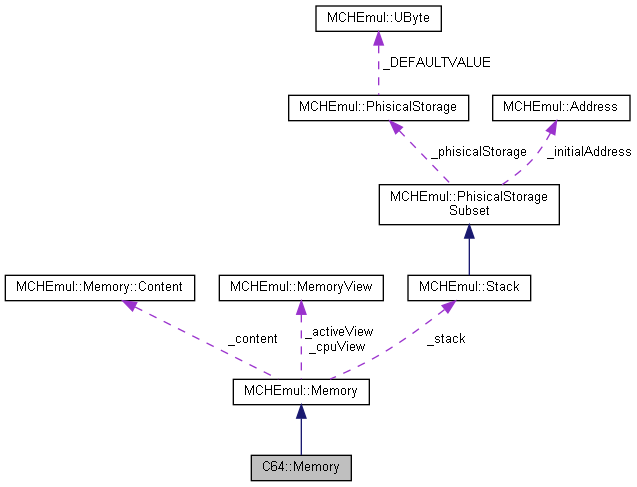 MCHEmul::UByte
_DEFAULTVALUE
MCHEmul::PhisicalStorage
MCHEmul::Address
_phisicalStorage
_initialAddress
MCHEmul::PhisicalStorage
Subset
MCHEmul::Memory::Content
MCHEmul::MemoryView
MCHEmul::Stack
_content
_activeView
_cpuView
_stack
MCHEmul::Memory
C64::Memory